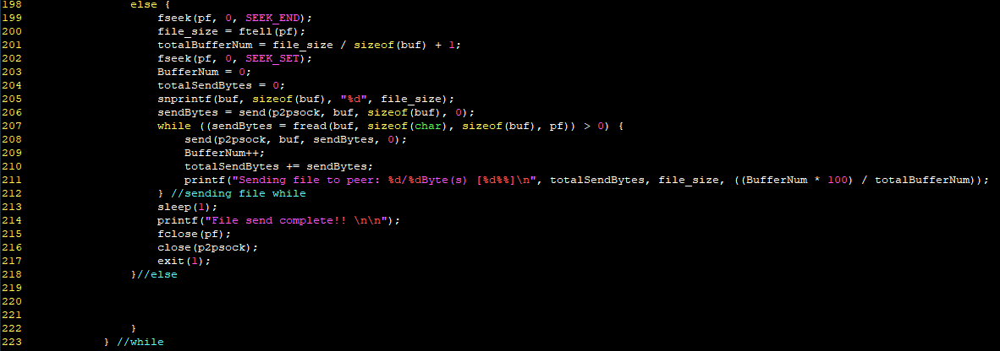 198 else {
199 fseek(pf, 0, SEEK_END);
200 file_size = ftell(pf);
201 totalBufferNum = file_size / sizeof(buf) + 1;
202 fseek(pf, 0, SEEK_SET);
203 BufferNum = 0;
204 totalSendBytes = 0;
205 snprintf(buf, sizeof(buf), "%d", file_size);
206 sendBytes = send(p2psock, buf, sizeof(buf), 0);
207 while ((sendBytes = fread(buf, sizeof(char), sizeof(buf), pf)) > 0) {
208 send(p2psock, buf, sendBytes, 0);
209 BufferNum++;
210 totalSendBytes += sendBytes;
211 printf("Sending file to peer: %d/%dByte(s) [%d%%]\n", totalSendBytes, file_size, ((BufferNum * 100) / totalBufferNum));
212 } //sending file while
213 sleep(1);
214 printf("File send complete!! \n\n");
215 fclose(pf);
216 close(p2psock);
217 exit(1);
218 }//else
219
220
221
222 }
223 } //while